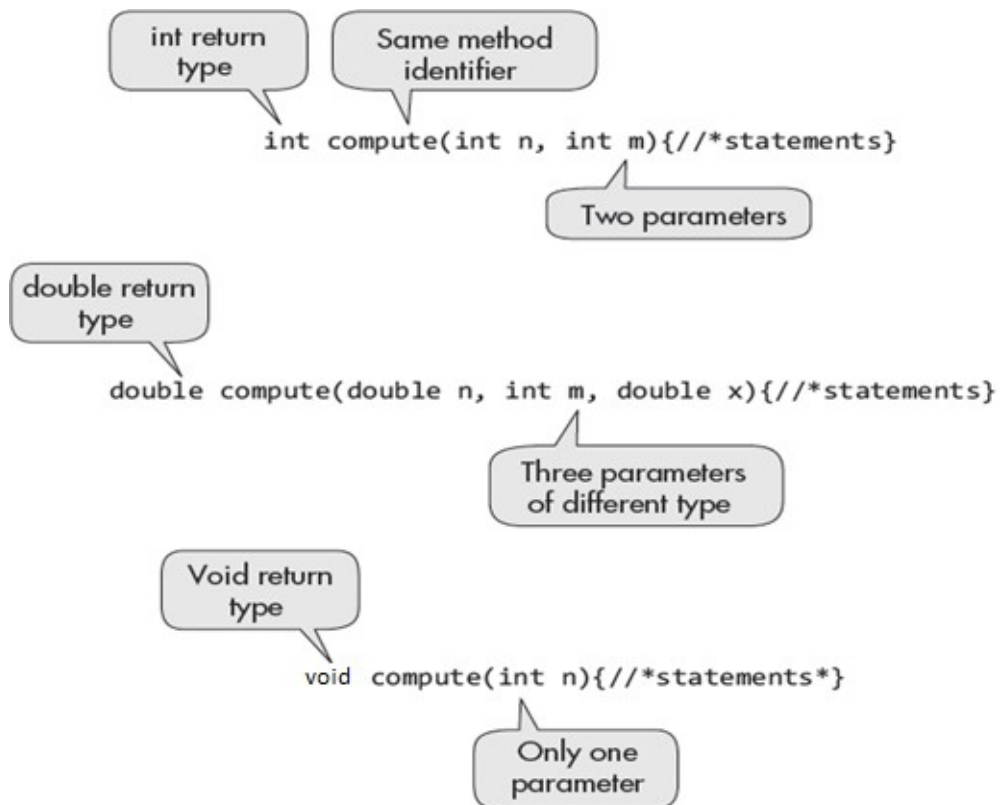 int return
type
Same method
identifier
int compute(int n, int m){//*statements}
Two parameters
double return
type
double compute(double n, int m, double x){//*statements}
Three parameters
of different type
Void return
type
void compute(int n){//*statements*}
Only one
parameter